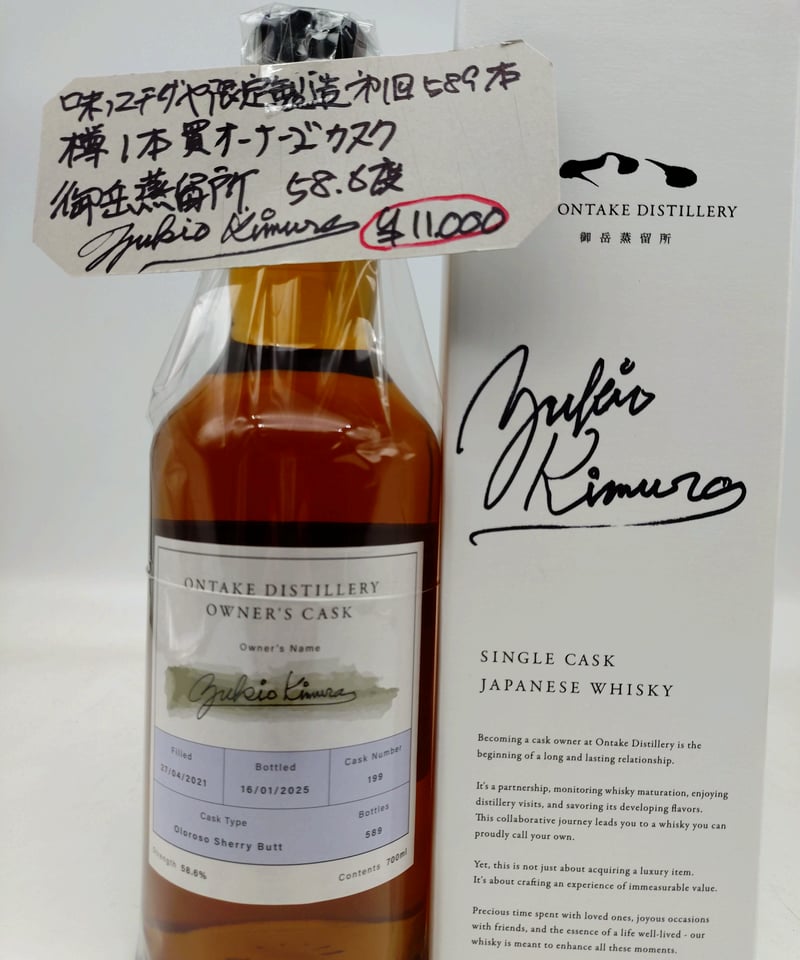 味のマチダヤ限定製造初回589本
樽1本買オーナーズカスク
御岳蒸留所 58.6度
Yukio Kimura ¥11.000
ONTAKE DISTILLERY
御岳蒸留所
Yukio
Kimura
SINGLE CASK
JAPANESE WHISKY
Becoming a cask owner at Ontake Distillery is the
beginning of a long and lasting relationship.
It's a partnership, monitoring whisky maturation, enjoying
distillery visits, and savoring its developing flavors.
This collaborative journey leads you to a whisky you can
proudly call your own.
Yet, this is not just about acquiring a luxury item.
It's about crafting an experience of immeasurable value.
Precious time spent with loved ones, joyous occasions
with friends, and the essence of a life well-lived - our
whisky is meant to enhance all these moments.
ONTAKE DISTILLERY
OWNER'S CASK
Owner's Name
Yukio Kimura
Filled
27/04/2021
Bottled
16/01/2025
Cask Number
199
Cask Type
Oloroso Sherry Butt
Bottles
589
Strength 58.6%
Contents 700ml